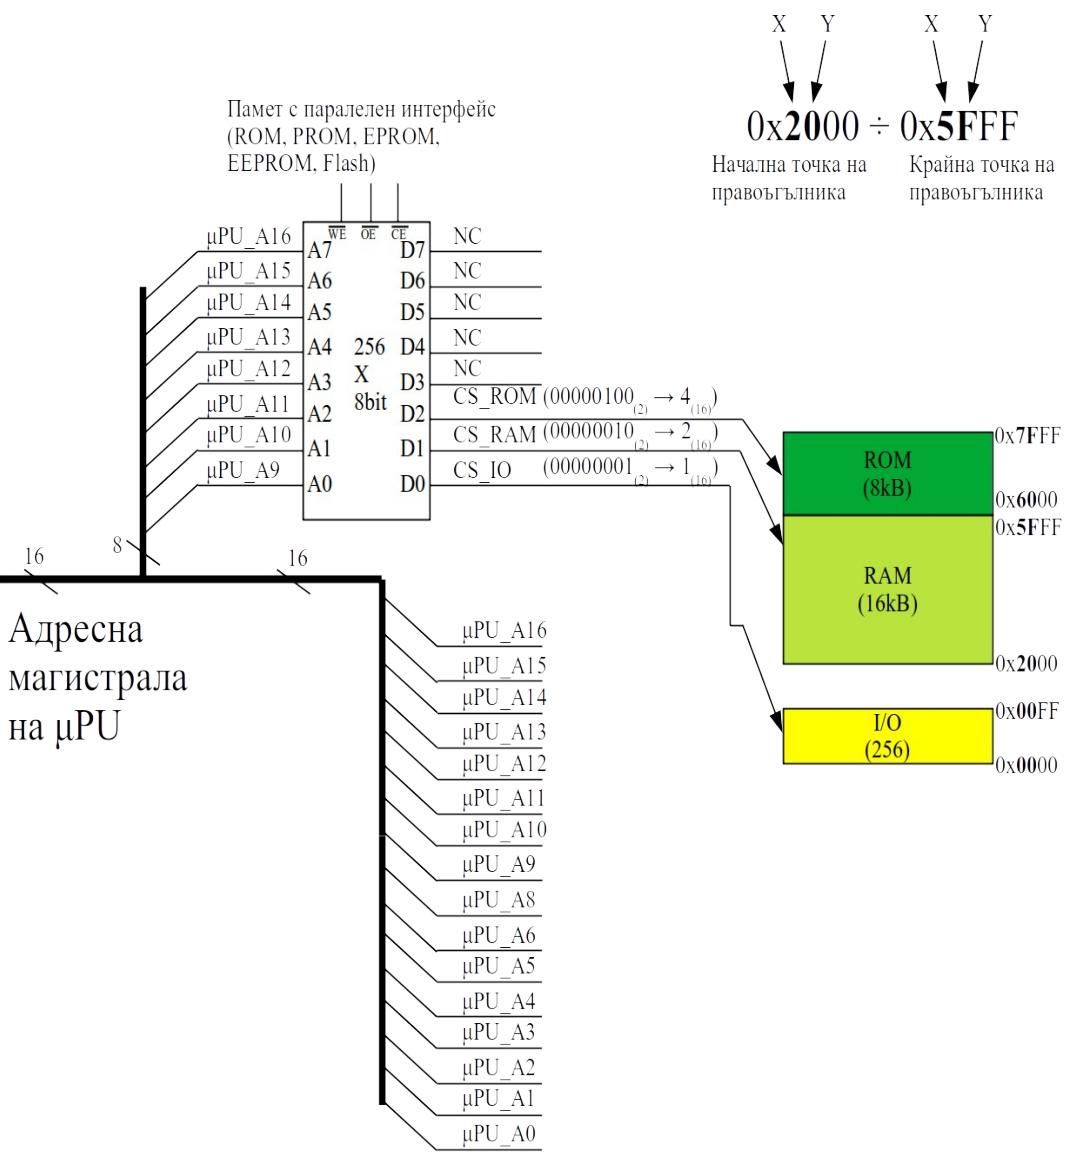 X Y X Y
0x2000 ÷ 0x5FFF
Начална точка на
правоъгълника
Крайна точка на
правоъгълника
Памет с паралелен интерфейс
(ROM, PROM, EPROM,
EEPROM, Flash)
WE OE CE
μPU_A16 A7 D7 NC
μPU_A15 A6 D6 NC
μPU_A14 A5 D5 NC
μPU_A13 A4 D4 NC
μPU_A12 A3 D3 NC
μPU_A11 A2 D2 CS_ROM (00000100(2) → 4(16))
μPU_A10 A1 D1 CS_RAM (00000010(2) → 2(16))
μPU_A9 A0 D0 CS_IO (00000001(2) → 1(16))
256
X
8bit
0x7FFF
ROM
(8kB)
0x6000
0x5FFF
RAM
(16kB)
0x2000
0x00FF
I/O
(256)
0x0000
8
16
16
Адресна
магистрала
на μPU
μPU_A16
μPU_A15
μPU_A14
μPU_A13
μPU_A12
μPU_A11
μPU_A10
μPU_A9
μPU_A8
μPU_A6
μPU_A5
μPU_A4
μPU_A3
μPU_A2
μPU_A1
μPU_A0